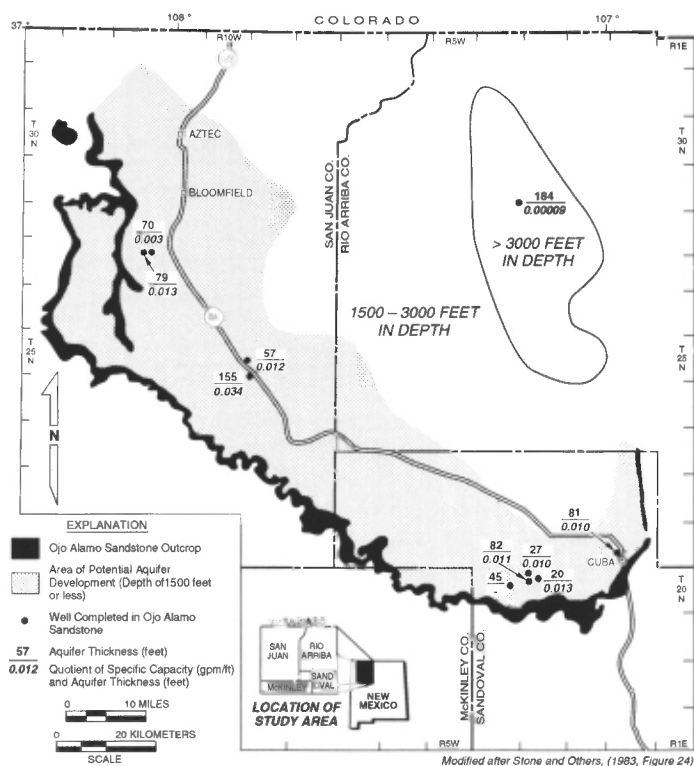 COLORADO
37°
108°
107°
R10W
R5W
R1E
T
30
N
T
30
N
AZTEC
BLOOMFIELD
SAN JUAN CO.
RIO ARRIBA CO.
184
0.00009
> 3000 FEET
IN DEPTH
70
0.003
79
0.013
1500 – 3000 FEET
IN DEPTH
T
25
N
T
25
N
57
0.012
155
0.034
N
81
0.010
82
0.011
27
0.010
CUBA
45
-
20
0.013
T
20
N
McKINLEY CO.
SANDOVAL CO.
EXPLANATION
Ojo Alamo Sandstone Outcrop
Area of Potential Aquifer
Development (Depth of 1500 feet
or less)
Well Completed in Ojo Alamo
Sandstone
57 Aquifer Thickness (feet)
0.012 Quotient of Specific Capacity (gpm/ft)
and Aquifer Thickness (feet)
0 10 MILES
0 20 KILOMETERS
SCALE
SAN
JUAN
RIO
ARRIBA
SAND
OVAL
McKINLEY
NEW
MEXICO
LOCATION OF
STUDY AREA
R5W
R1E
Modified after Stone and Others, (1983, Figure 24)